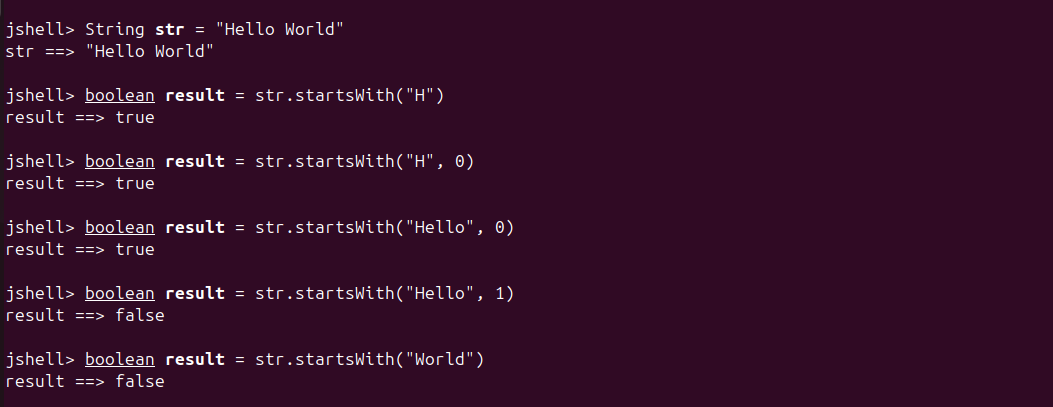 jshell> String str = "Hello World"
str ==> "Hello World"
jshell> boolean result = str.startsWith("H")
result ==> true
jshell> boolean result = str.startsWith("H", 0)
result ==> true
jshell> boolean result = str.startsWith("Hello", 0)
result ==> true
jshell> boolean result = str.startsWith("Hello", 1)
result ==> false
jshell> boolean result = str.startsWith("World")
result ==> false